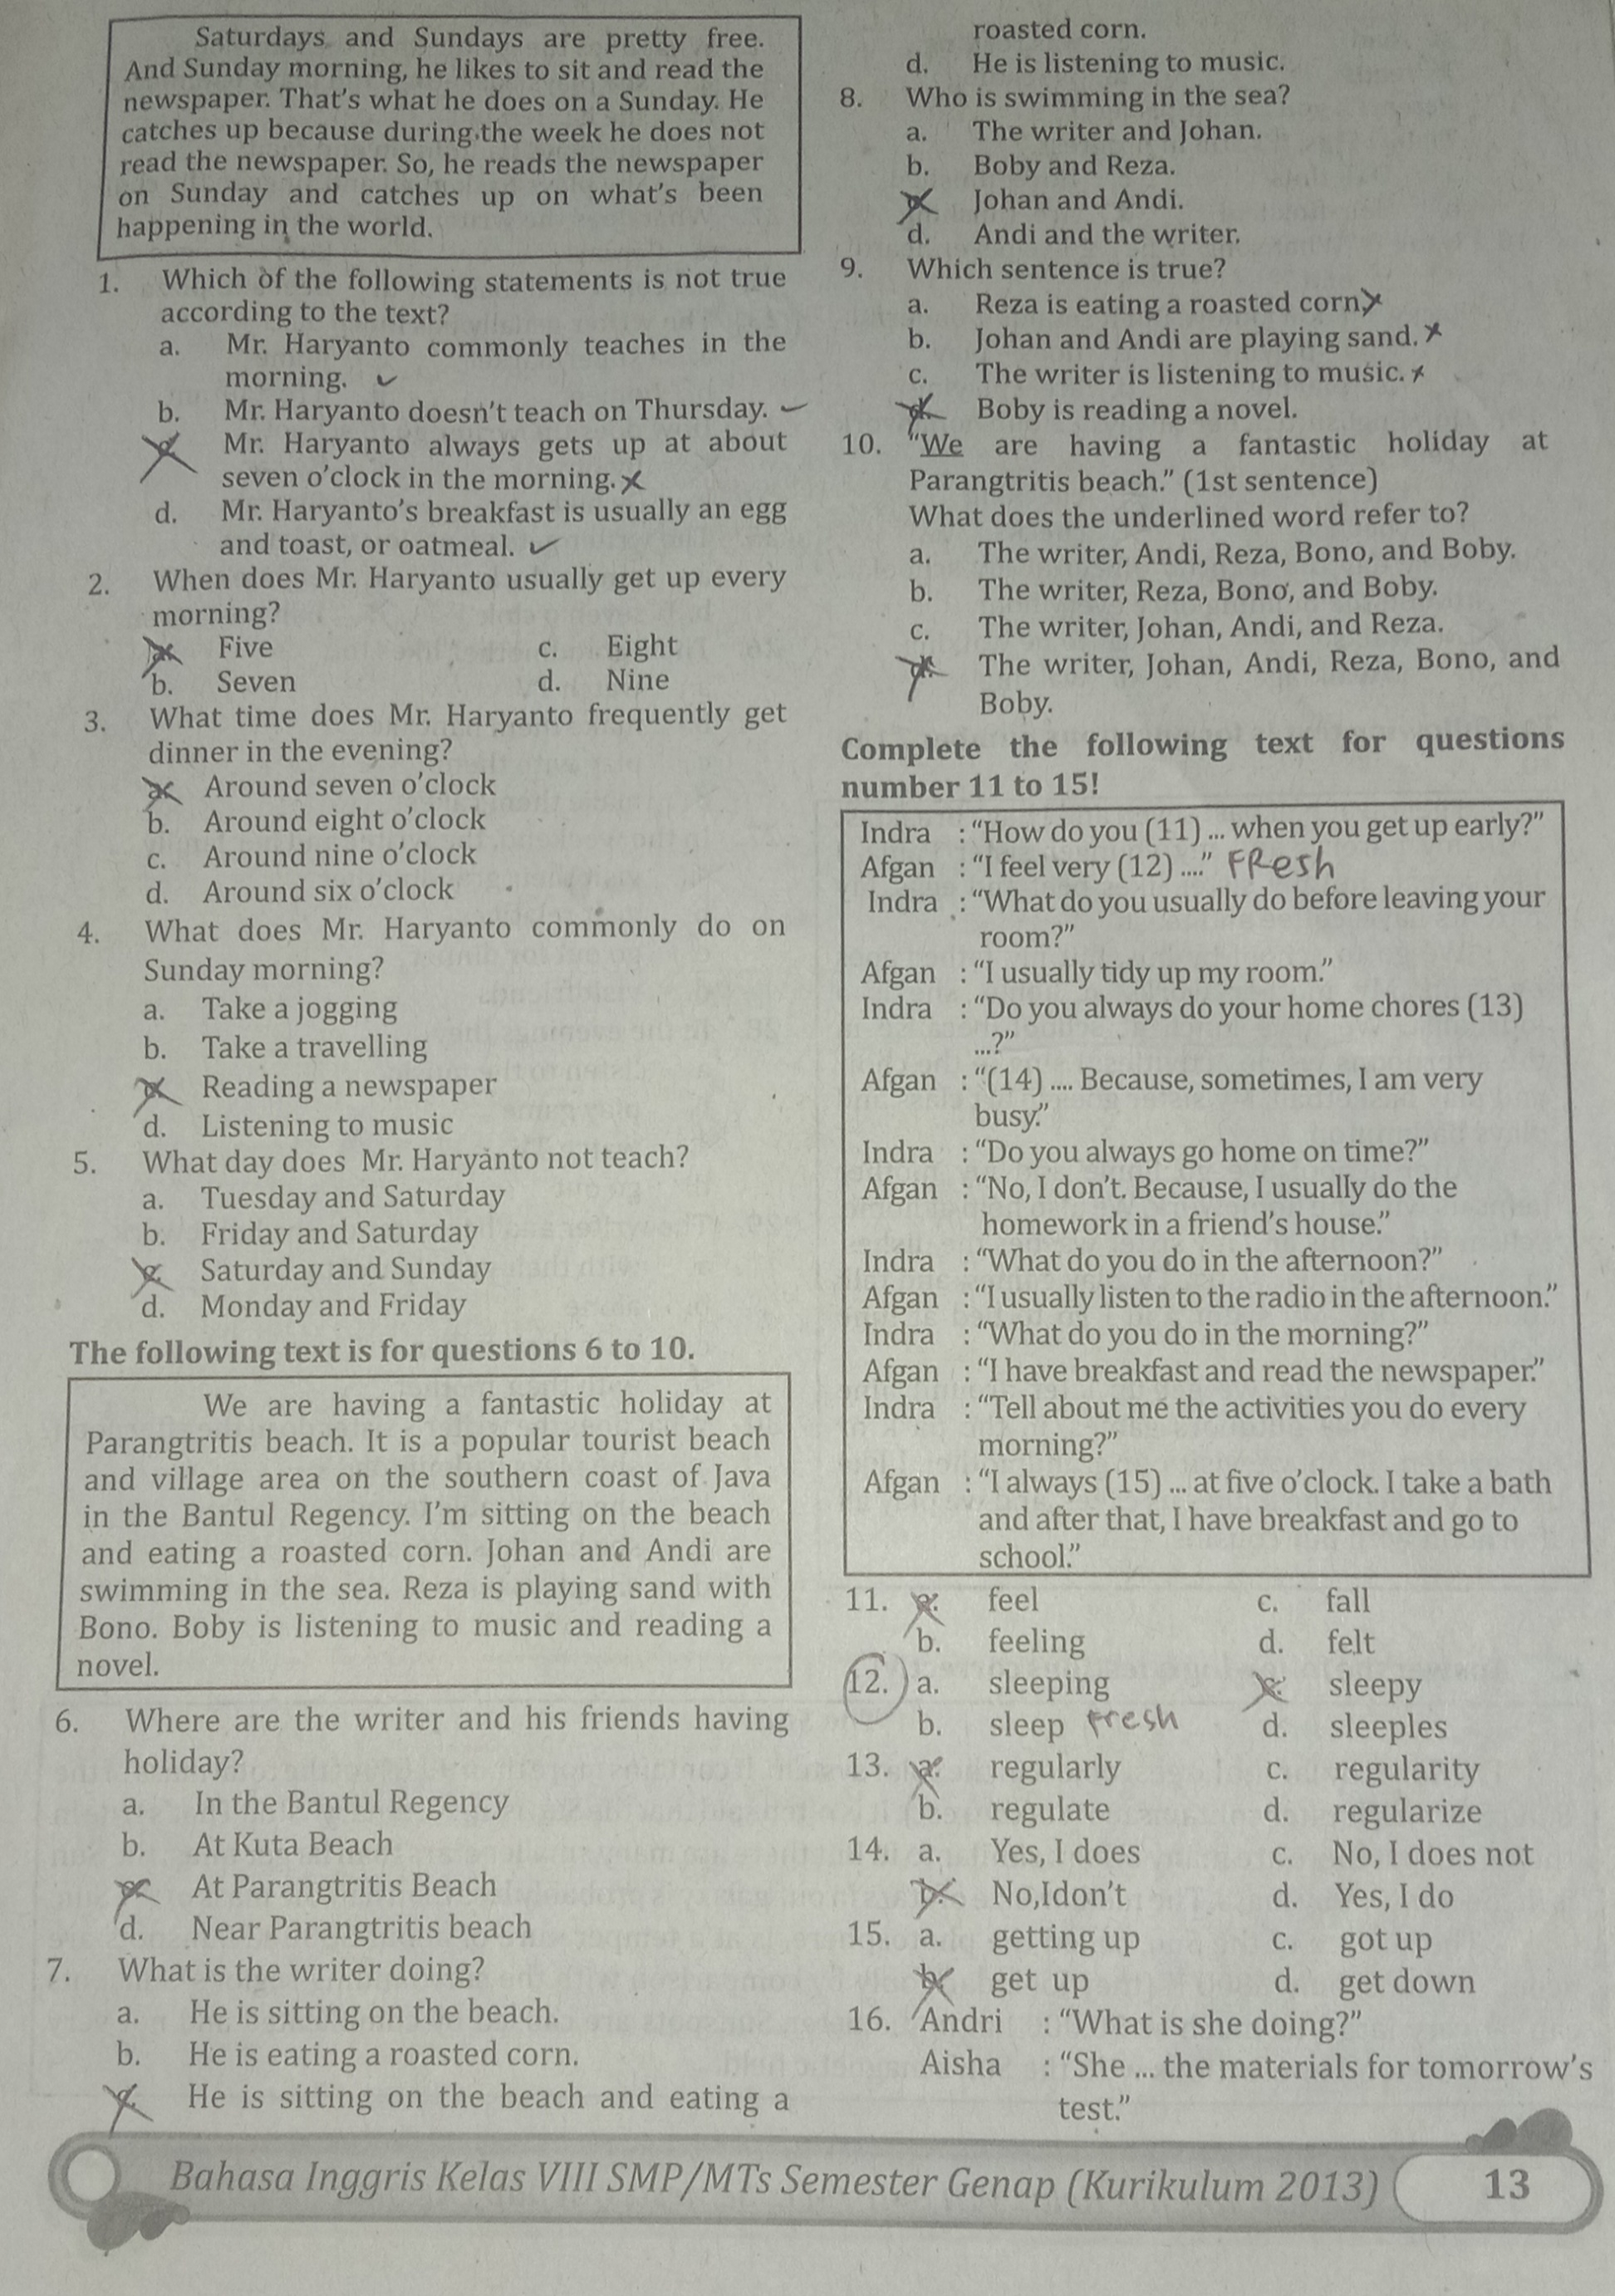 Saturdays and Sundays are pretty free.
And Sunday morning, he likes to sit and read the
newspaper. That's what he does on a Sunday. He
catches up because during the week he does not
read the newspaper. So, he reads the newspaper
on Sunday and catches up on what's been
happening in the world.
1. Which of the following statements is not true
according to the text?
a. Mr. Haryanto commonly teaches in the
morning.
b. Mr. Haryanto doesn't teach on Thursday.
c. Mr. Haryanto always gets up at about
seven o'clock in the morning.
d. Mr. Haryanto's breakfast is usually an egg
and toast, or oatmeal.
2. When does Mr. Haryanto usually get up every
morning?
a. Five c. Eight
b. Seven d. Nine
3. What time does Mr. Haryanto frequently get
dinner in the evening?
a. Around seven o'clock
b. Around eight o'clock
c. Around nine o'clock
d. Around six o'clock
4. What does Mr. Haryanto commonly do on
Sunday morning?
a. Take a jogging
b. Take a travelling
c. Reading a newspaper
d. Listening to music
5. What day does Mr. Haryanto not teach?
a. Tuesday and Saturday
b. Friday and Saturday
c. Saturday and Sunday
d. Monday and Friday
The following text is for questions 6 to 10.
We are having a fantastic holiday at
Parangtritis beach. It is a popular tourist beach
and village area on the southern coast of Java
in the Bantul Regency. I'm sitting on the beach
and eating a roasted corn. Johan and Andi are
swimming in the sea. Reza is playing sand with
Bono. Boby is listening to music and reading a
novel.
6. Where are the writer and his friends having
holiday?
a. In the Bantul Regency
b. At Kuta Beach
c. At Parangtritis Beach
d. Near Parangtritis beach
7. What is the writer doing?
a. He is sitting on the beach.
b. He is eating a roasted corn.
c. He is sitting on the beach and eating a
roasted corn.
d. He is listening to music.
8. Who is swimming in the sea?
a. The writer and Johan.
b. Boby and Reza.
c. Johan and Andi.
d. Andi and the writer.
9. Which sentence is true?
a. Reza is eating a roasted corn.
b. Johan and Andi are playing sand.
c. The writer is listening to music.
d. Boby is reading a novel.
10. "We are having a fantastic holiday at
Parangtritis beach." (1st sentence)
What does the underlined word refer to?
a. The writer, Andi, Reza, Bono, and Boby.
b. The writer, Reza, Bono, and Boby.
c. The writer, Johan, Andi, and Reza.
d. The writer, Johan, Andi, Reza, Bono, and
Boby.
Complete the following text for questions
number 11 to 15!
Indra : "How do you (11) ... when you get up early?"
Afgan : "I feel very (12) ...." FResh
Indra : "What do you usually do before leaving your
room?"
Afgan : "I usually tidy up my room."
Indra : "Do you always do your home chores (13)
...?"
Afgan : "(14) .... Because, sometimes, I am very
busy."
Indra : "Do you always go home on time?"
Afgan : "No, I don't. Because, I usually do the
homework in a friend's house."
Indra : "What do you do in the afternoon?"
Afgan : "I usually listen to the radio in the afternoon."
Indra : "What do you do in the morning?"
Afgan : "I have breakfast and read the newspaper."
Indra : "Tell about me the activities you do every
morning?"
Afgan : "I always (15) ... at five o'clock. I take a bath
and after that, I have breakfast and go to
school."
11. a. feel c. fall
b. feeling d. felt
12. a. sleeping c. sleepy
b. sleep Fresh d. sleeples
13. a. regularly c. regularity
b. regulate d. regularize
14. a. Yes, I does c. No, I does not
b. No,Idon't d. Yes, I do
15. a. getting up c. got up
b. get up d. get down
16. Andri : "What is she doing?"
Aisha : "She ... the materials for tomorrow's
test."
Bahasa Inggris Kelas VIII SMP/MTs Semester Genap (Kurikulum 2013) 13